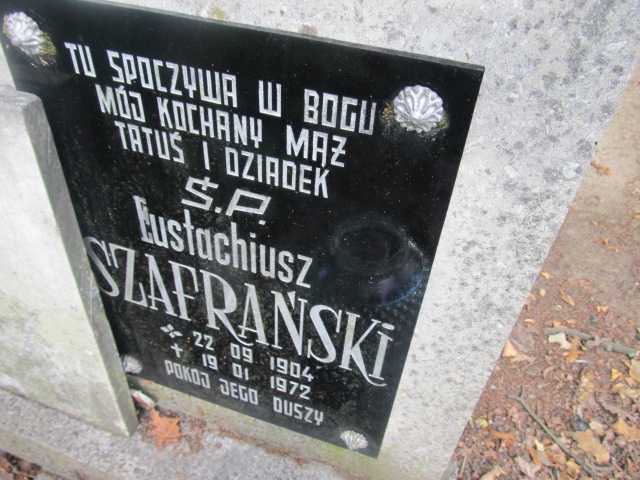 TU SPOCZYWA W BOGU
MÓJ KOCHANY MĄŻ
TATUŚ I DZIADEK
Ś.P.
Eustachiusz
SZAFRAŃSKI
* 22 09 1904
+ 19 01 1972
POKÓJ JEGO DUSZY